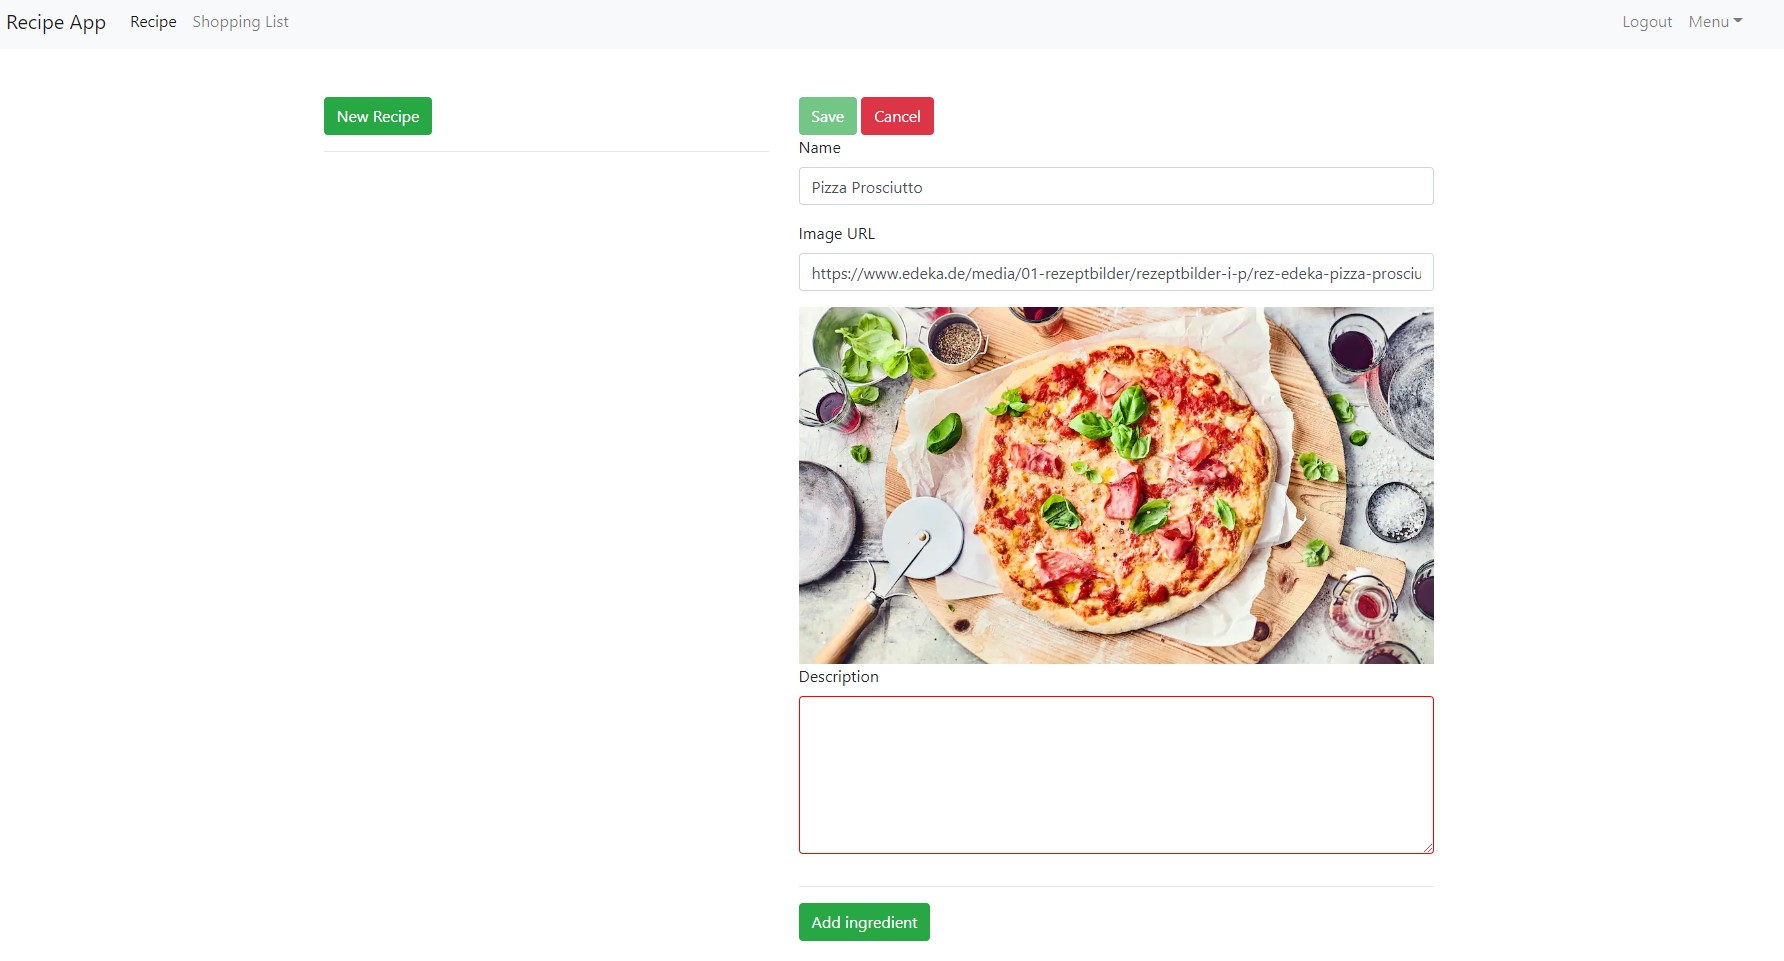 Recipe App Recipe Shopping List Logout Menu
New Recipe
Save Cancel
Name
Pizza Prosciutto
Image URL
https://www.edeka.de/media/01-rezeptbilder/rezeptbilder-i-p/rez-edeka-pizza-prosciu
Description
Add ingredient